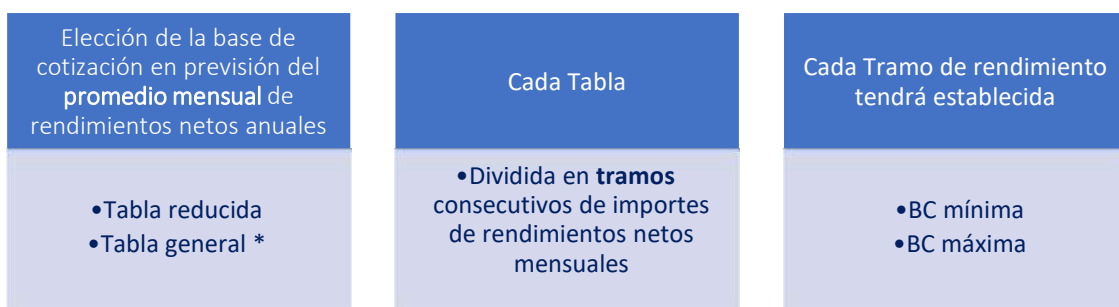 Elección de la base de
cotización en previsión del
promedio mensual de
rendimientos netos anuales
•Tabla reducida
•Tabla general *
Cada Tabla
•Dividida en tramos
consecutivos de importes
de rendimientos netos
mensuales
Cada Tramo de rendimiento
tendrá establecida
•BC mínima
•BC máxima